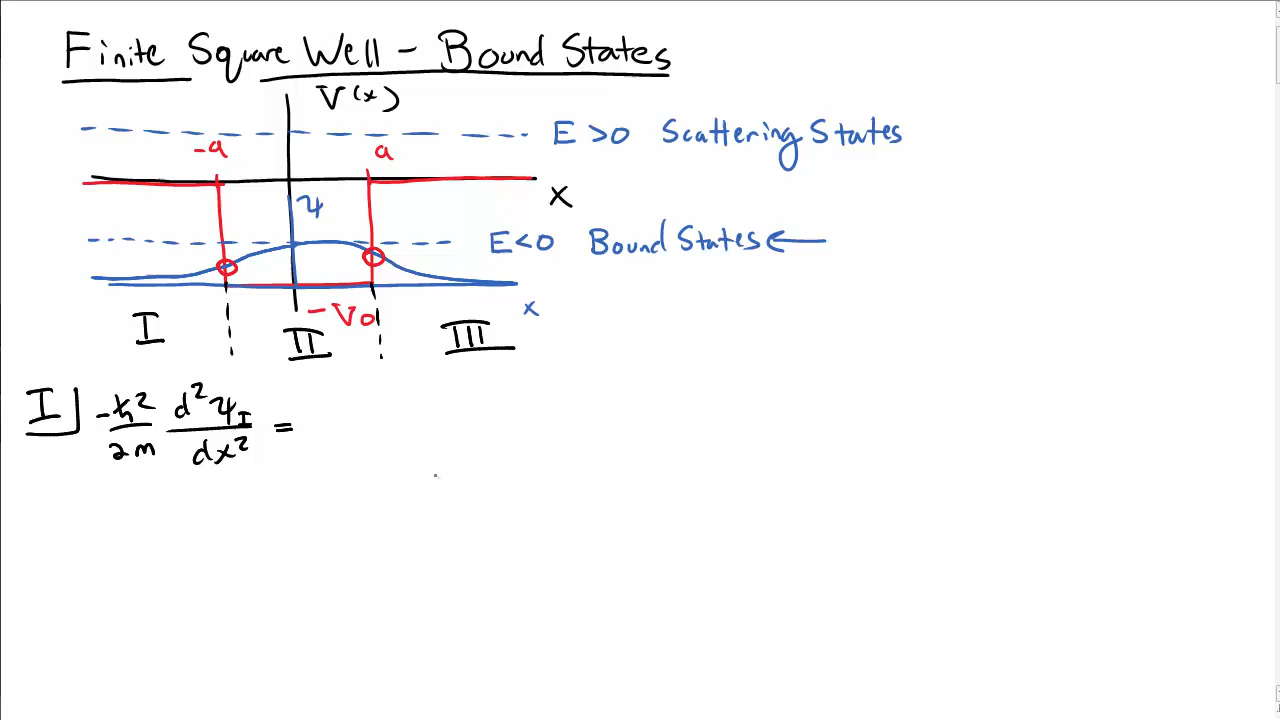 Finite Square Well - Bound States
V(x)
E >0 Scattering States
-a a
x
ψ
E<0 Bound States ←
-V0
x
I II III
I] -ħ²/2m d²ψ_I/dx² =